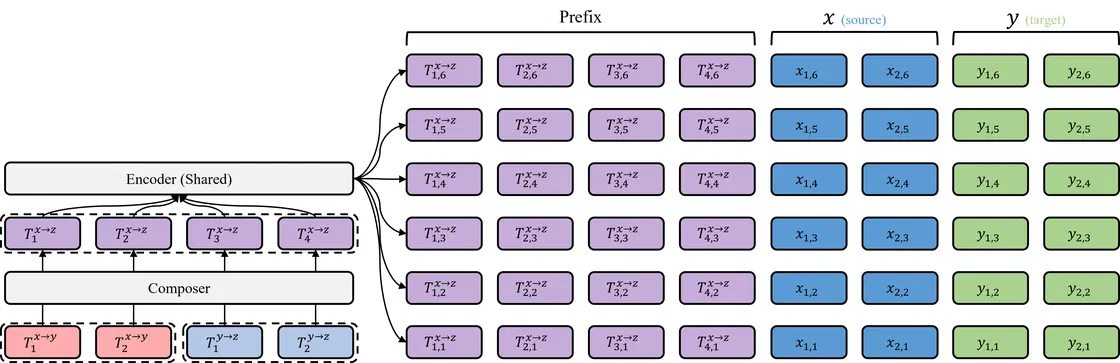 Prefix x (source) y (target)
T_{1,6}^{x→z} T_{2,6}^{x→z} T_{3,6}^{x→z} T_{4,6}^{x→z} x_{1,6} x_{2,6} y_{1,6} y_{2,6}
T_{1,5}^{x→z} T_{2,5}^{x→z} T_{3,5}^{x→z} T_{4,5}^{x→z} x_{1,5} x_{2,5} y_{1,5} y_{2,5}
Encoder (Shared)
T_{1,4}^{x→z} T_{2,4}^{x→z} T_{3,4}^{x→z} T_{4,4}^{x→z} x_{1,4} x_{2,4} y_{1,4} y_{2,4}
T_1^{x→z} T_2^{x→z} T_3^{x→z} T_4^{x→z}
T_{1,3}^{x→z} T_{2,3}^{x→z} T_{3,3}^{x→z} T_{4,3}^{x→z} x_{1,3} x_{2,3} y_{1,3} y_{2,3}
Composer
T_{1,2}^{x→z} T_{2,2}^{x→z} T_{3,2}^{x→z} T_{4,2}^{x→z} x_{1,2} x_{2,2} y_{1,2} y_{2,2}
T_1^{x→y} T_2^{x→y} T_1^{y→z} T_2^{y→z}
T_{1,1}^{x→z} T_{2,1}^{x→z} T_{3,1}^{x→z} T_{4,1}^{x→z} x_{1,1} x_{2,1} y_{1,1} y_{2,1}